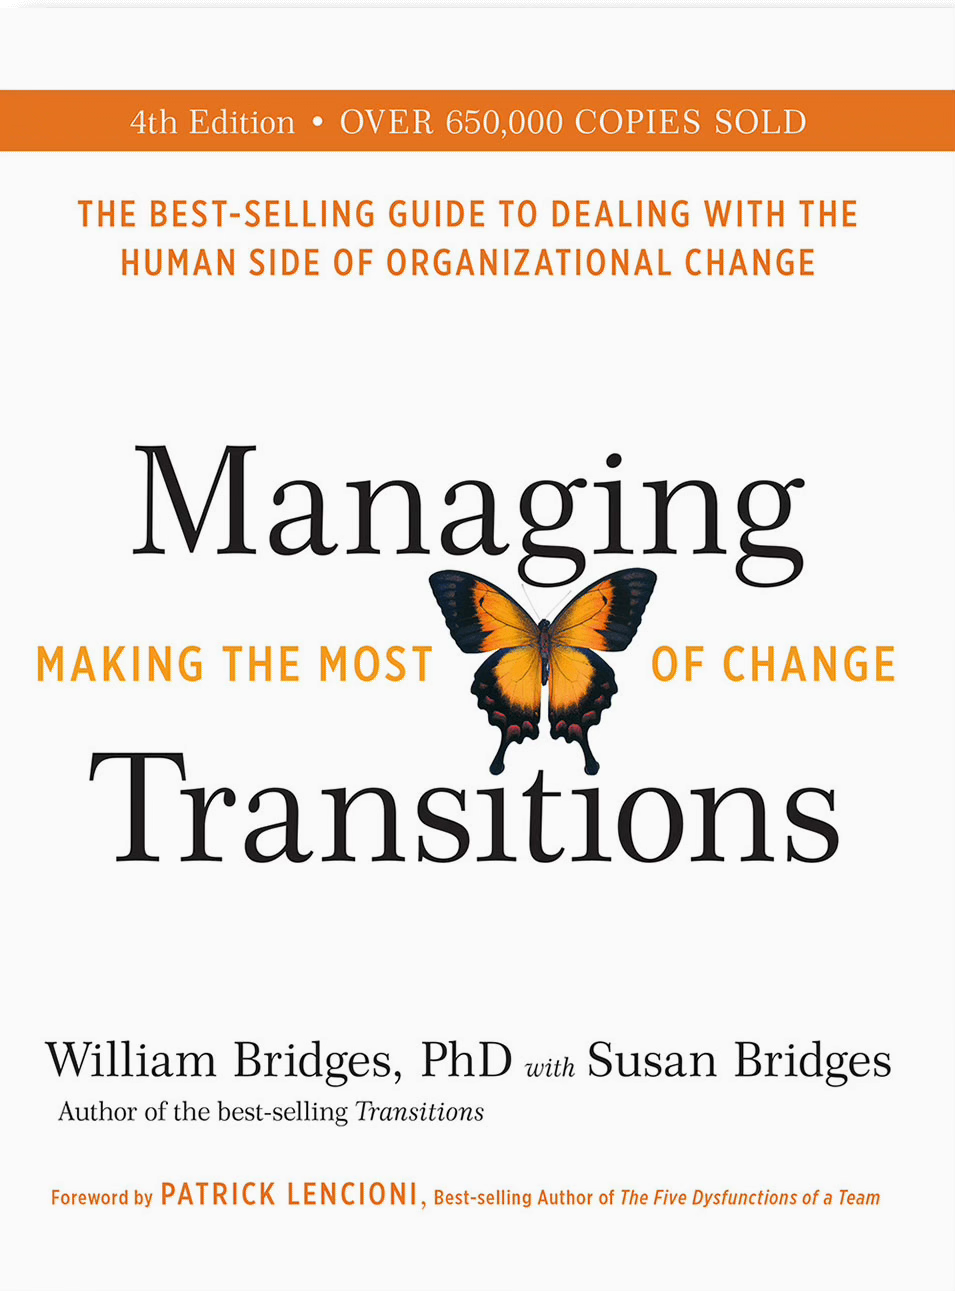 4th Edition • OVER 650,000 COPIES SOLD
THE BEST-SELLING GUIDE TO DEALING WITH THE
HUMAN SIDE OF ORGANIZATIONAL CHANGE
Managing
MAKING THE MOST OF CHANGE
Transitions
William Bridges, PhD with Susan Bridges
Author of the best-selling Transitions
Foreword by PATRICK LENCIONI, Best-selling Author of The Five Dysfunctions of a Team